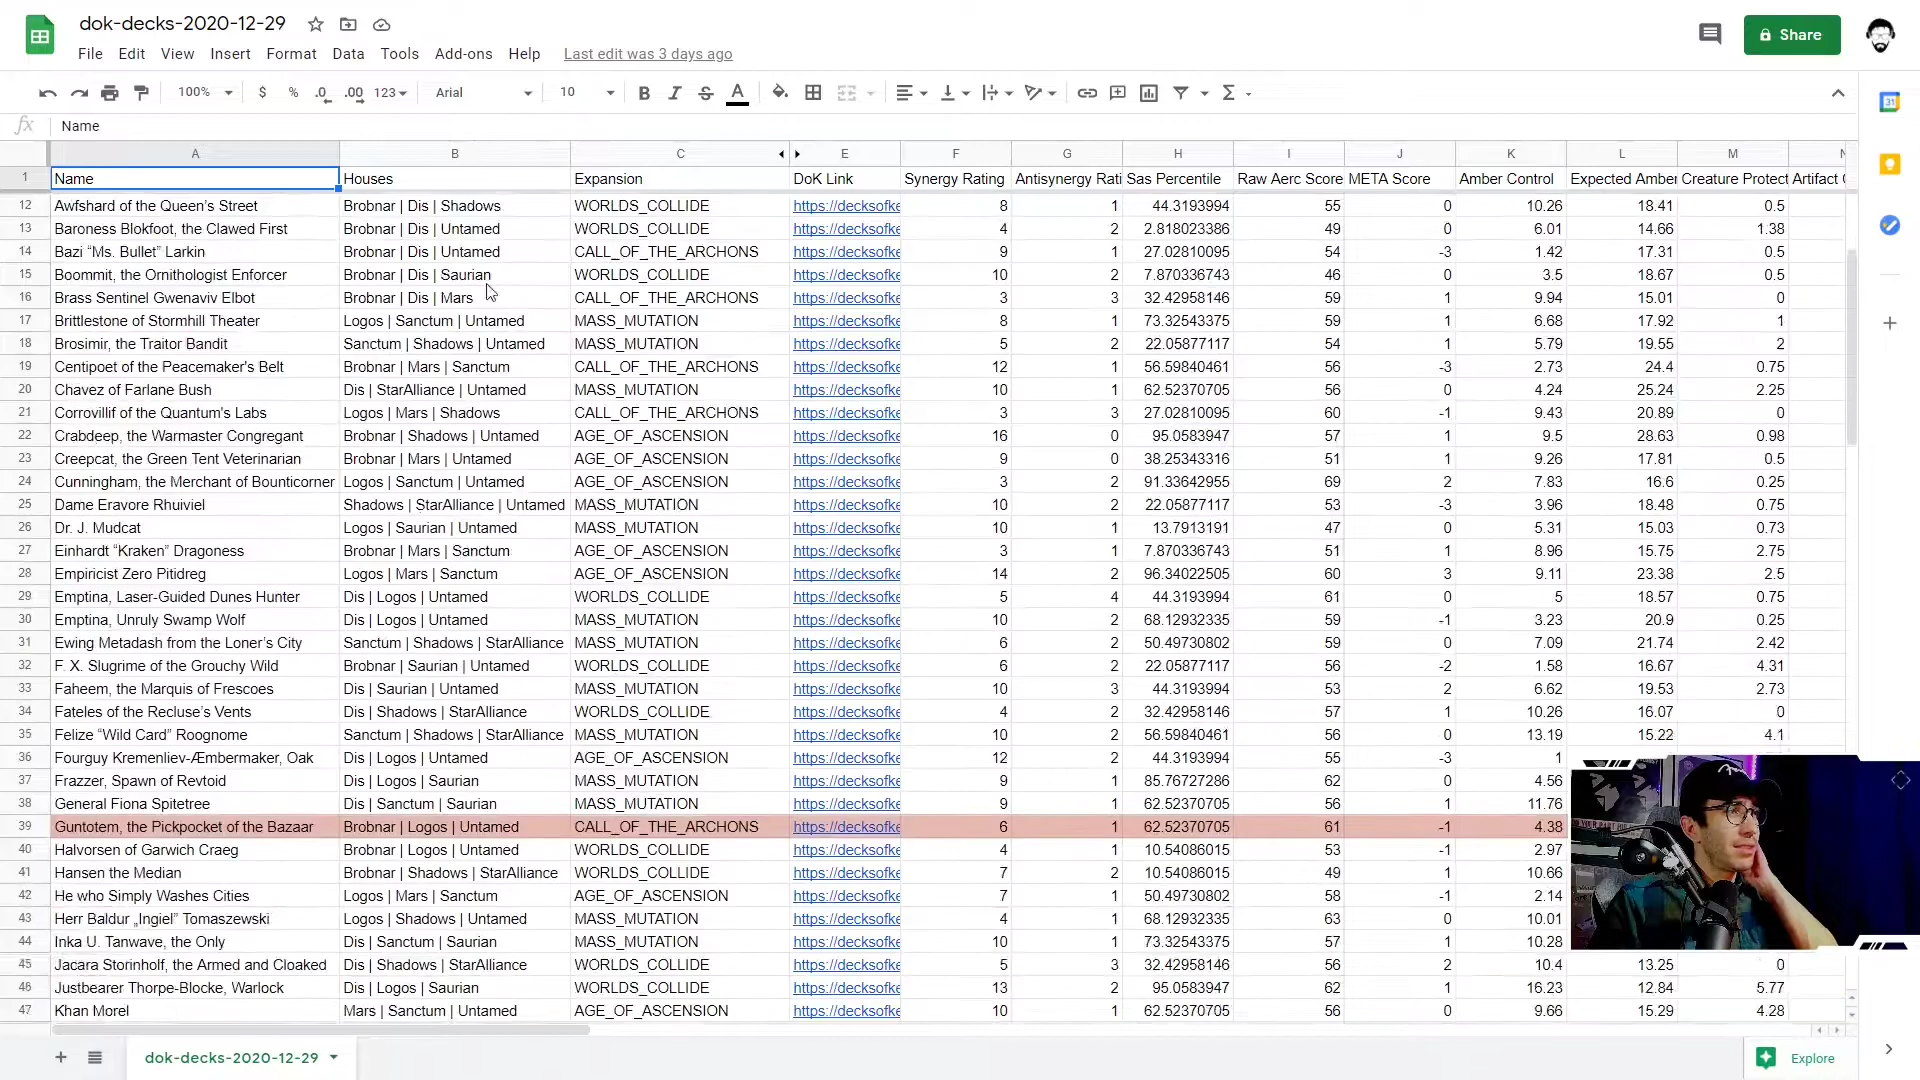 dok-decks-2020-12-29
File Edit View Insert Format Data Tools Add-ons Help Last edit was 3 days ago
Share
100% $ % .0 .00 123 Arial 10 B I S A
fx Name
A B C E F G H I J K L M N
1 Name Houses Expansion DoK Link Synergy Rating Antisynergy Rati Sas Percentile Raw Aerc Score META Score Amber Control Expected Amber Creature Protect Artifact C
12 Awfshard of the Queen’s Street Brobnar | Dis | Shadows WORLDS_COLLIDE https://decksofke 8 1 44.3193994 55 0 10.26 18.41 0.5
13 Baroness Blokfoot, the Clawed First Brobnar | Dis | Untamed WORLDS_COLLIDE https://decksofke 4 2 2.818023386 49 0 6.01 14.66 1.38
14 Bazi “Ms. Bullet” Larkin Brobnar | Dis | Untamed CALL_OF_THE_ARCHONS https://decksofke 9 1 27.02810095 54 -3 1.42 17.31 0.5
15 Boommit, the Ornithologist Enforcer Brobnar | Dis | Saurian WORLDS_COLLIDE https://decksofke 10 2 7.870336743 46 0 3.5 18.67 0.5
16 Brass Sentinel Gwenaviv Elbot Brobnar | Dis | Mars CALL_OF_THE_ARCHONS https://decksofke 3 3 32.42958146 59 1 9.94 15.01 0
17 Brittlestone of Stormhill Theater Logos | Sanctum | Untamed MASS_MUTATION https://decksofke 8 1 73.32543375 59 1 6.68 17.92 1
18 Brosimir, the Traitor Bandit Sanctum | Shadows | Untamed MASS_MUTATION https://decksofke 5 2 22.05877117 54 1 5.79 19.55 2
19 Centipoet of the Peacemaker's Belt Brobnar | Mars | Sanctum CALL_OF_THE_ARCHONS https://decksofke 12 1 56.59840461 56 -3 2.73 24.4 0.75
20 Chavez of Farlane Bush Dis | StarAlliance | Untamed MASS_MUTATION https://decksofke 10 1 62.52370705 56 0 4.24 25.24 2.25
21 Corrovillif of the Quantum's Labs Logos | Mars | Shadows CALL_OF_THE_ARCHONS https://decksofke 3 3 27.02810095 60 -1 9.43 20.89 0
22 Crabdeep, the Warmaster Congregant Brobnar | Shadows | Untamed AGE_OF_ASCENSION https://decksofke 16 0 95.0583947 57 1 9.5 28.63 0.98
23 Creepcat, the Green Tent Veterinarian Brobnar | Mars | Untamed AGE_OF_ASCENSION https://decksofke 9 0 38.25343316 51 1 9.26 17.81 0.5
24 Cunningham, the Merchant of Bounticorner Logos | Sanctum | Untamed AGE_OF_ASCENSION https://decksofke 3 2 91.33642955 69 2 7.83 16.6 0.25
25 Dame Eravore Rhuiviel Shadows | StarAlliance | Untamed MASS_MUTATION https://decksofke 10 2 22.05877117 53 -3 3.96 18.48 0.75
26 Dr. J. Mudcat Logos | Saurian | Untamed MASS_MUTATION https://decksofke 10 1 13.7913191 47 0 5.31 15.03 0.73
27 Einhardt “Kraken” Dragoness Brobnar | Mars | Sanctum AGE_OF_ASCENSION https://decksofke 3 1 7.870336743 51 1 8.96 15.75 2.75
28 Empiricist Zero Pitidreg Logos | Mars | Sanctum AGE_OF_ASCENSION https://decksofke 14 2 96.34022505 60 3 9.11 23.38 2.5
29 Emptina, Laser-Guided Dunes Hunter Dis | Logos | Untamed WORLDS_COLLIDE https://decksofke 5 4 44.3193994 61 0 5 18.57 0.75
30 Emptina, Unruly Swamp Wolf Dis | Logos | Untamed MASS_MUTATION https://decksofke 10 2 68.12932335 59 -1 3.23 20.9 0.25
31 Ewing Metadash from the Loner’s City Sanctum | Shadows | StarAlliance MASS_MUTATION https://decksofke 6 2 50.49730802 59 0 7.09 21.74 2.42
32 F. X. Slugrime of the Grouchy Wild Brobnar | Saurian | Untamed WORLDS_COLLIDE https://decksofke 6 2 22.05877117 56 -2 1.58 16.67 4.31
33 Faheem, the Marquis of Frescoes Dis | Saurian | Untamed MASS_MUTATION https://decksofke 10 3 44.3193994 53 2 6.62 19.53 2.73
34 Fateles of the Recluse’s Vents Dis | Shadows | StarAlliance WORLDS_COLLIDE https://decksofke 4 2 32.42958146 57 1 10.26 16.07 0
35 Felize “Wild Card” Roognome Sanctum | Shadows | StarAlliance MASS_MUTATION https://decksofke 10 2 56.59840461 56 0 13.19 15.22 4.1
36 Fourguy Kremenliev-Æmbermaker, Oak Dis | Logos | Untamed AGE_OF_ASCENSION https://decksofke 12 2 44.3193994 55 -3 1
37 Frazzer, Spawn of Revtoid Dis | Logos | Saurian MASS_MUTATION https://decksofke 9 1 85.76727286 62 0 4.56
38 General Fiona Spitetree Dis | Sanctum | Saurian MASS_MUTATION https://decksofke 9 1 62.52370705 56 1 11.76
39 Guntotem, the Pickpocket of the Bazaar Brobnar | Logos | Untamed CALL_OF_THE_ARCHONS https://decksofke 6 1 62.52370705 61 -1 4.38
40 Halvorsen of Garwich Craeg Brobnar | Logos | Untamed WORLDS_COLLIDE https://decksofke 4 1 10.54086015 53 -1 2.97
41 Hansen the Median Brobnar | Shadows | StarAlliance WORLDS_COLLIDE https://decksofke 7 2 10.54086015 49 1 10.66
42 He who Simply Washes Cities Logos | Mars | Sanctum AGE_OF_ASCENSION https://decksofke 7 1 50.49730802 58 -1 2.14
43 Herr Baldur „Ingiel” Tomaszewski Logos | Shadows | Untamed MASS_MUTATION https://decksofke 4 1 68.12932335 63 0 10.01
44 Inka U. Tanwave, the Only Dis | Sanctum | Saurian MASS_MUTATION https://decksofke 10 1 73.32543375 57 1 10.28
45 Jacara Storinholf, the Armed and Cloaked Dis | Shadows | StarAlliance WORLDS_COLLIDE https://decksofke 5 3 32.42958146 56 2 10.4 13.25 0
46 Justbearer Thorpe-Blocke, Warlock Dis | Logos | Saurian WORLDS_COLLIDE https://decksofke 13 2 95.0583947 62 1 16.23 12.84 5.77
47 Khan Morel Mars | Sanctum | Untamed AGE_OF_ASCENSION https://decksofke 10 1 62.52370705 56 0 9.66 15.29 4.28
dok-decks-2020-12-29 Explore